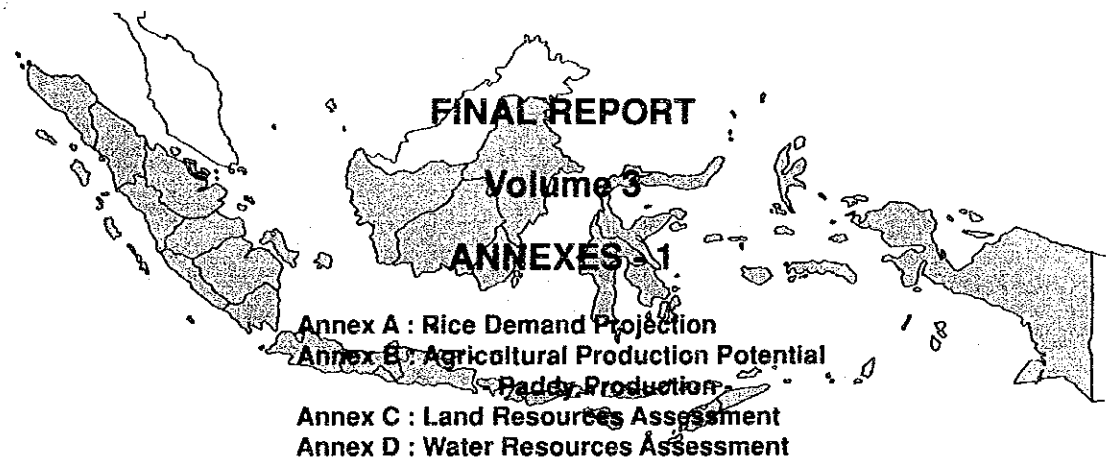 FINAL REPORT
Volume 3
ANNEXES - 1
Annex A : Rice Demand Projection
Annex B : Agricultural Production Potential
- Paddy Production -
Annex C : Land Resources Assessment
Annex D : Water Resources Assessment